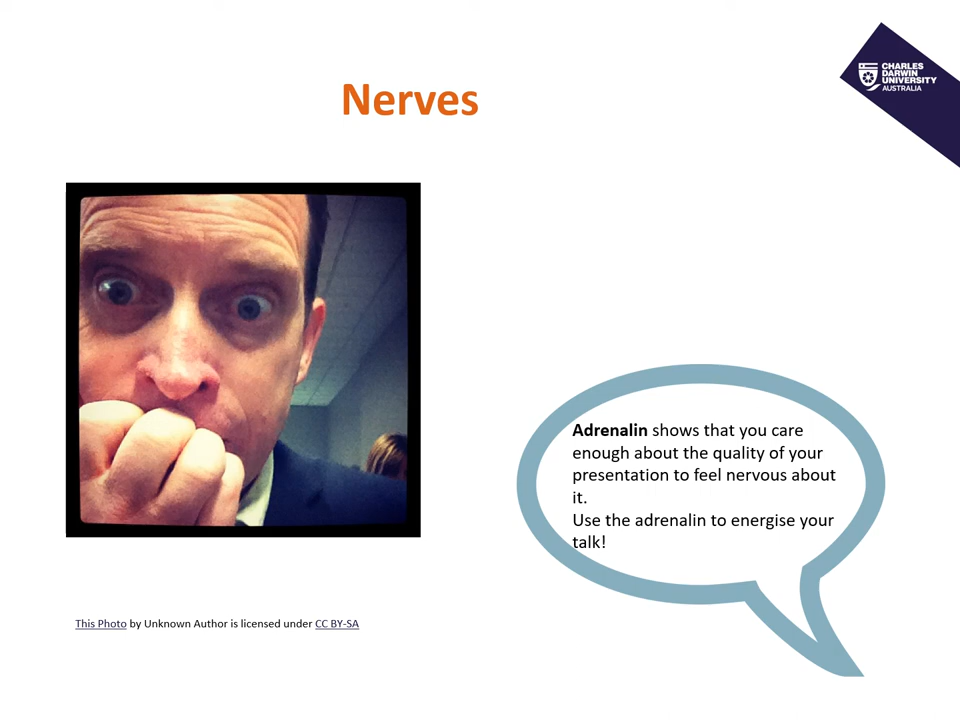 Nerves
CHARLES
DARWIN
UNIVERSITY
AUSTRALIA
Adrenalin shows that you care
enough about the quality of your
presentation to feel nervous about
it.
Use the adrenalin to energise your
talk!
This Photo by Unknown Author is licensed under CC BY-SA